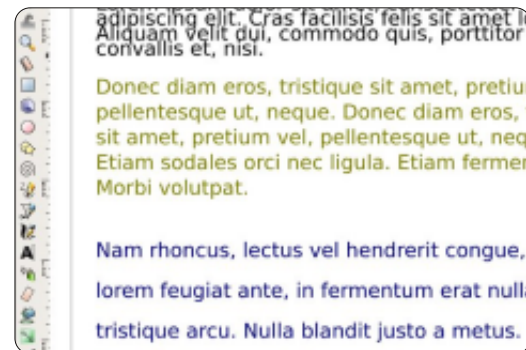 adipiscing elit. Cras facilisis felis sit amet
Aliquam velit dui, commodo quis, porttitor
convallis et, nisi.
Donec diam eros, tristique sit amet, pretiu
pellentesque ut, neque. Donec diam eros,
sit amet, pretium vel, pellentesque ut, neq
Etiam sodales orci nec ligula. Etiam fermen
Morbi volutpat.
Nam rhoncus, lectus vel hendrerit congue,
lorem feugiat ante, in fermentum erat nulla
tristique arcu. Nulla blandit justo a metus.